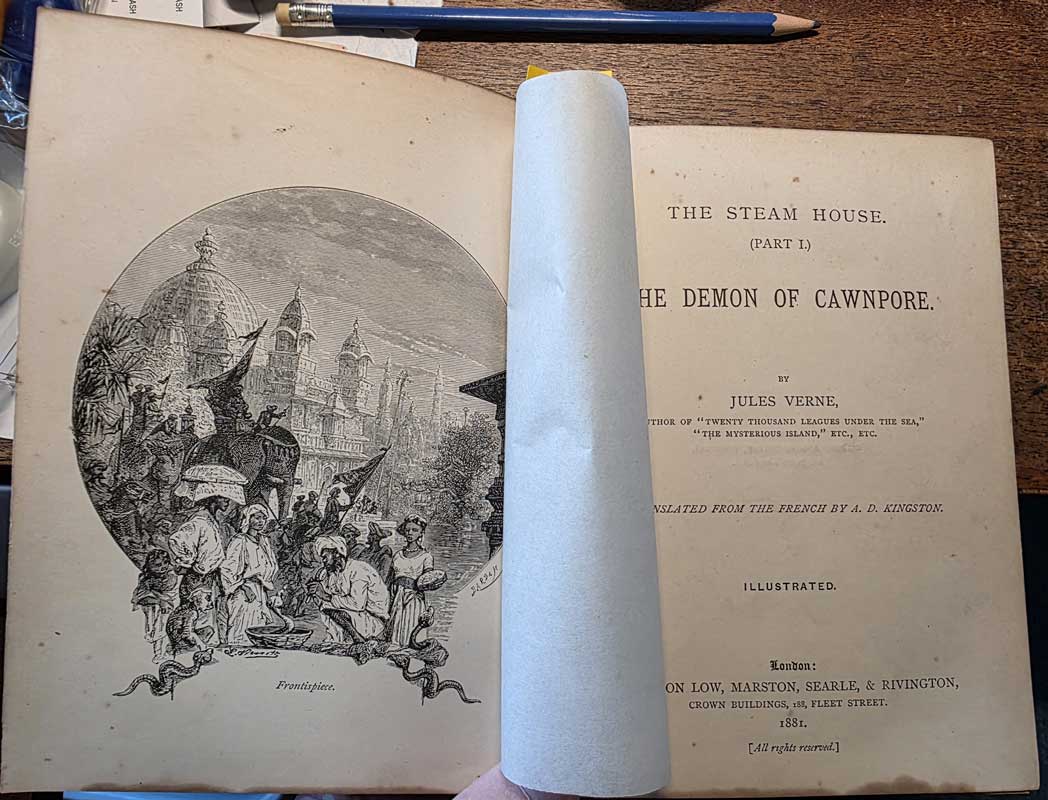 ASH
ASH
Frontispiece.
THE STEAM HOUSE.
(PART I.)
HE DEMON OF CAWNPORE.
BY
JULES VERNE,
THOR OF "TWENTY THOUSAND LEAGUES UNDER THE SEA,"
"THE MYSTERIOUS ISLAND," ETC., ETC.
NSLATED FROM THE FRENCH BY A. D. KINGSTON.
ILLUSTRATED.
London:
ON LOW, MARSTON, SEARLE, & RIVINGTON,
CROWN BUILDINGS, 188, FLEET STREET.
1881.
[All rights reserved.]